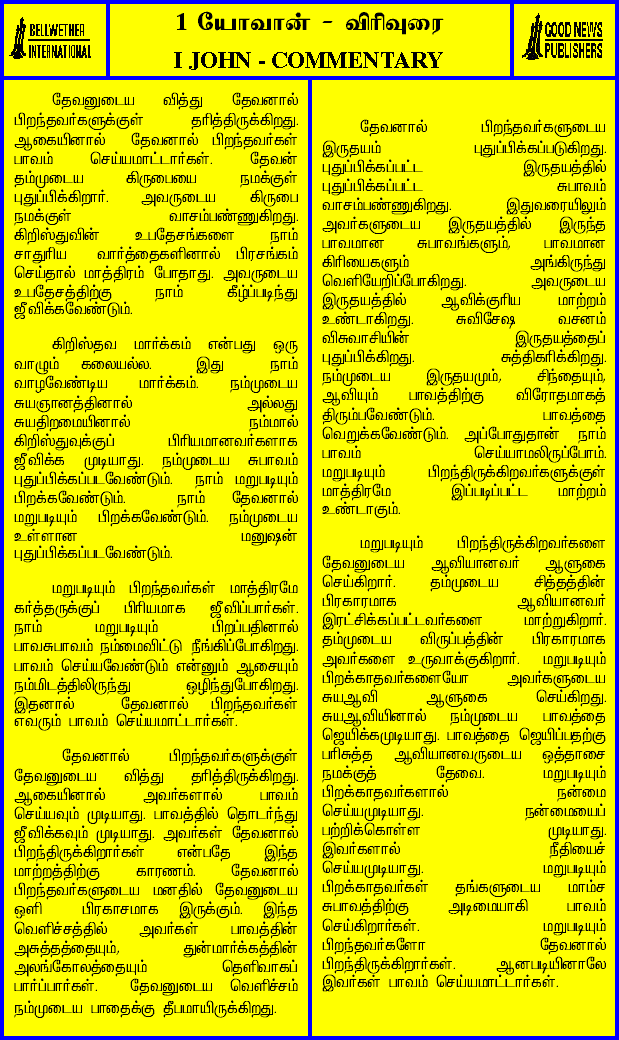 BELLWETHER
INTERNATIONAL
1 யோவான் - விரிவுரை
I JOHN - COMMENTARY
GOOD NEWS
PUBLISHERS
தேவனுடைய வித்து தேவனால்
பிறந்தவர்களுக்குள் தரித்திருக்கிறது.
ஆகையினால் தேவனால் பிறந்தவர்கள்
பாவம் செய்யமாட்டார்கள். தேவன்
தம்முடைய கிருபையை நமக்குள்
புதுப்பிக்கிறார். அவருடைய கிருபை
நமக்குள் வாசம்பண்ணுகிறது.
கிறிஸ்துவின் உபதேசங்களை நாம்
சாதுரிய வார்த்தைகளினால் பிரசங்கம்
செய்தால் மாத்திரம் போதாது. அவருடைய
உபதேசத்திற்கு நாம் கீழ்ப்படிந்து
ஜீவிக்கவேண்டும்.
கிறிஸ்தவ மார்க்கம் என்பது ஒரு
வாழும் கலையல்ல. இது நாம்
வாழவேண்டிய மார்க்கம். நம்முடைய
சுயஞானத்தினால் அல்லது
சுயதிறமையினால் நம்மால்
கிறிஸ்துவுக்குப் பிரியமானவர்களாக
ஜீவிக்க முடியாது. நம்முடைய சுபாவம்
புதுப்பிக்கப்படவேண்டும். நாம் மறுபடியும்
பிறக்கவேண்டும். நாம் தேவனால்
மறுபடியும் பிறக்கவேண்டும். நம்முடைய
உள்ளான மனுஷன்
புதுப்பிக்கப்படவேண்டும்.
மறுபடியும் பிறந்தவர்கள் மாத்திரமே
கர்த்தருக்குப் பிரியமாக ஜீவிப்பார்கள்.
நாம் மறுபடியும் பிறப்பதினால்
பாவசுபாவம் நம்மைவிட்டு நீங்கிப்போகிறது.
பாவம் செய்யவேண்டும் என்னும் ஆசையும்
நம்மிடத்திலிருந்து ஒழிந்துபோகிறது.
இதனால் தேவனால் பிறந்தவர்கள்
எவரும் பாவம் செய்யமாட்டார்கள்.
தேவனால் பிறந்தவர்களுக்குள்
தேவனுடைய வித்து தரித்திருக்கிறது.
ஆகையினால் அவர்களால் பாவம்
செய்யவும் முடியாது. பாவத்தில் தொடர்ந்து
ஜீவிக்கவும் முடியாது. அவர்கள் தேவனால்
பிறந்திருக்கிறார்கள் என்பதே இந்த
மாற்றத்திற்கு காரணம். தேவனால்
பிறந்தவர்களுடைய மனதில் தேவனுடைய
ஒளி பிரகாசமாக இருக்கும். இந்த
வெளிச்சத்தில் அவர்கள் பாவத்தின்
அசுத்தத்தையும், துன்மார்க்கத்தின்
அலங்கோலத்தையும் தெளிவாகப்
பார்ப்பார்கள். தேவனுடைய வெளிச்சம்
நம்முடைய பாதைக்கு தீபமாயிருக்கிறது.
தேவனால் பிறந்தவர்களுடைய
இருதயம் புதுப்பிக்கப்படுகிறது.
புதுப்பிக்கப்பட்ட இருதயத்தில்
புதுப்பிக்கப்பட்ட சுபாவம்
வாசம்பண்ணுகிறது. இதுவரையிலும்
அவர்களுடைய இருதயத்தில் இருந்த
பாவமான சுபாவங்களும், பாவமான
கிரியைகளும் அங்கிருந்து
வெளியேறிப்போகிறது. அவருடைய
இருதயத்தில் ஆவிக்குரிய மாற்றம்
உண்டாகிறது. சுவிசேஷ வசனம்
விசுவாசியின் இருதயத்தைப்
புதுப்பிக்கிறது. சுத்திகரிக்கிறது.
நம்முடைய இருதயமும், சிந்தையும்,
ஆவியும் பாவத்திற்கு விரோதமாகத்
திரும்பவேண்டும். பாவத்தை
வெறுக்கவேண்டும். அப்போதுதான் நாம்
பாவம் செய்யாமலிருப்போம்.
மறுபடியும் பிறந்திருக்கிறவர்களுக்குள்
மாத்திரமே இப்படிப்பட்ட மாற்றம்
உண்டாகும்.
மறுபடியும் பிறந்திருக்கிறவர்களை
தேவனுடைய ஆவியானவர் ஆளுகை
செய்கிறார். தம்முடைய சித்தத்தின்
பிரகாரமாக ஆவியானவர்
இரட்சிக்கப்பட்டவர்களை மாற்றுகிறார்.
தம்முடைய விருப்பத்தின் பிரகாரமாக
அவர்களை உருவாக்குகிறார். மறுபடியும்
பிறக்காதவர்களையோ அவர்களுடைய
சுயஆவி ஆளுகை செய்கிறது.
சுயஆவியினால் நம்முடைய பாவத்தை
ஜெயிக்கமுடியாது. பாவத்தை ஜெயிப்பதற்கு
பரிசுத்த ஆவியானவருடைய ஒத்தாசை
நமக்குத் தேவை. மறுபடியும்
பிறக்காதவர்களால் நன்மை
செய்யமுடியாது. நன்மையைப்
பற்றிக்கொள்ள முடியாது.
இவர்களால் நீதியைச்
செய்யமுடியாது. மறுபடியும்
பிறக்காதவர்கள் தங்களுடைய மாம்ச
சுபாவத்திற்கு அடிமையாகி பாவம்
செய்கிறார்கள். மறுபடியும்
பிறந்தவர்களோ தேவனால்
பிறந்திருக்கிறார்கள். ஆனபடியினாலே
இவர்கள் பாவம் செய்யமாட்டார்கள்.